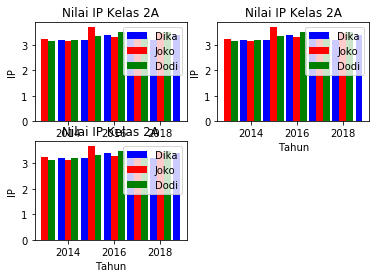 Nilai IP Kelas 2A
IP
3
2
1
0
2014
2016
2018
Dika
Joko
Dodi
Nilai IP Kelas 2A
IP
3
2
1
0
2014
2016
2018
Tahun
Dika
Joko
Dodi
Nilai IP Kelas 2A
IP
3
2
1
0
2014
2016
2018
Tahun
Dika
Joko
Dodi